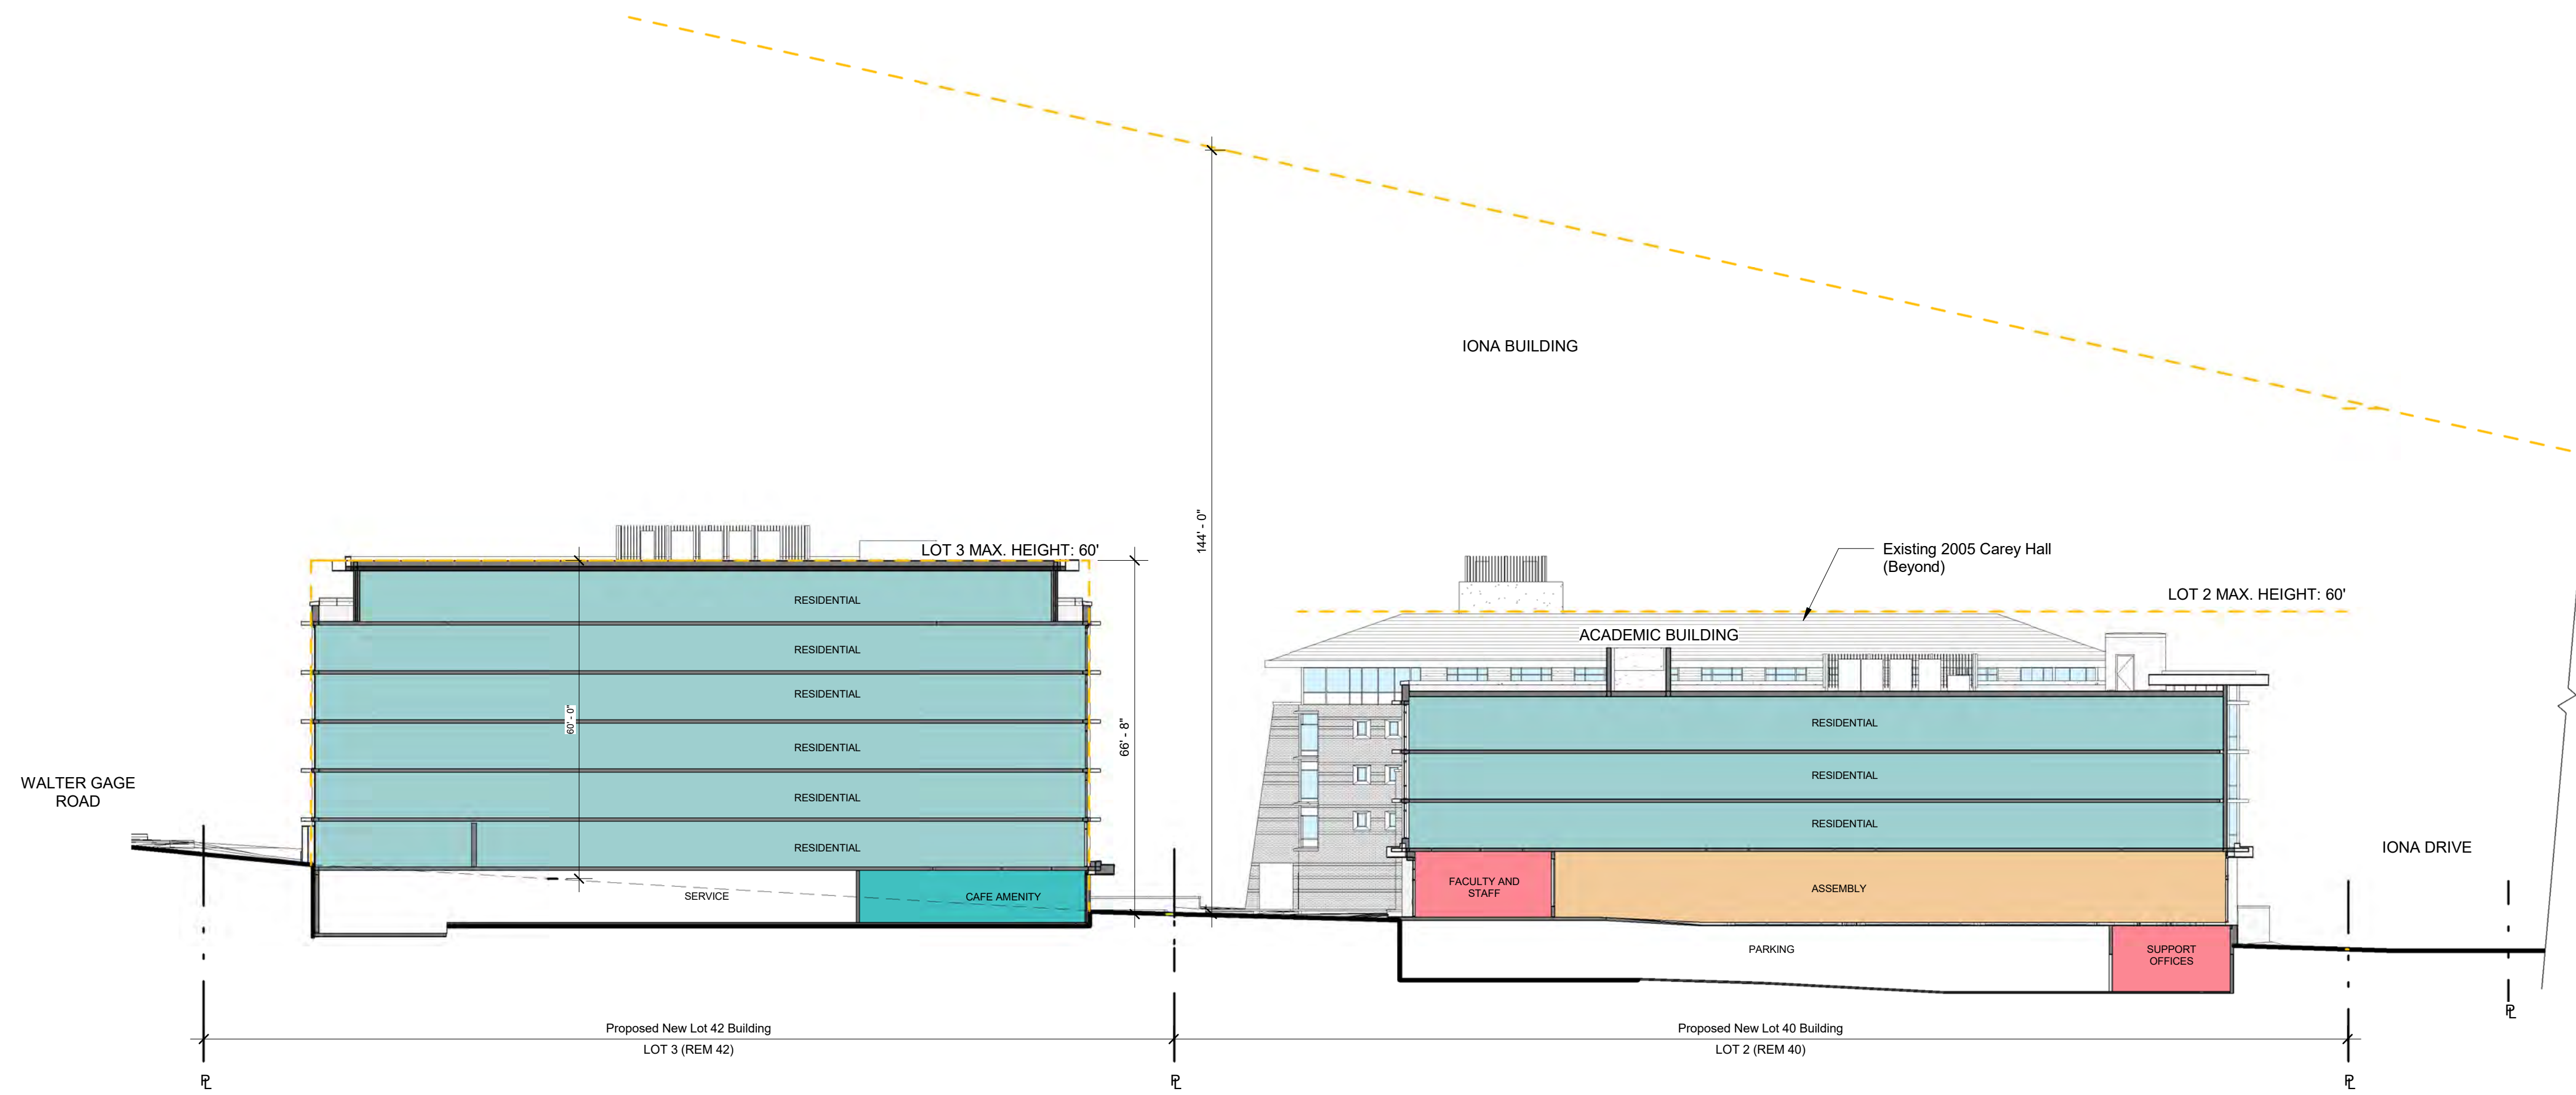 IONA BUILDING
144' - 0"
LOT 3 MAX. HEIGHT: 60'
Existing 2005 Carey Hall
(Beyond)
LOT 2 MAX. HEIGHT: 60'
RESIDENTIAL
RESIDENTIAL
RESIDENTIAL
RESIDENTIAL
RESIDENTIAL
RESIDENTIAL
60' - 0"
66' - 8"
SERVICE
CAFE AMENITY
WALTER GAGE
ROAD
ACADEMIC BUILDING
RESIDENTIAL
RESIDENTIAL
RESIDENTIAL
FACULTY AND
STAFF
ASSEMBLY
PARKING
SUPPORT
OFFICES
IONA DRIVE
Proposed New Lot 42 Building
LOT 3 (REM 42)
Proposed New Lot 40 Building
LOT 2 (REM 40)
PL
PL
PL
PL